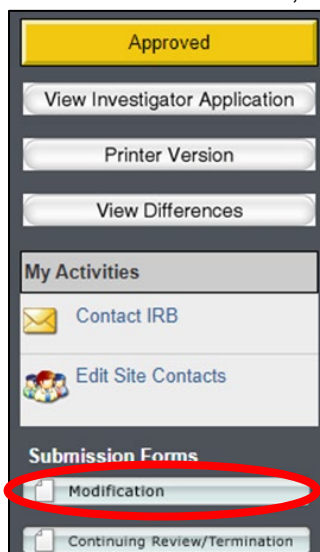 Approved
View Investigator Application
Printer Version
View Differences
My Activities
Contact IRB
Edit Site Contacts
Submission Forms
Modification
Continuing Review/Termination